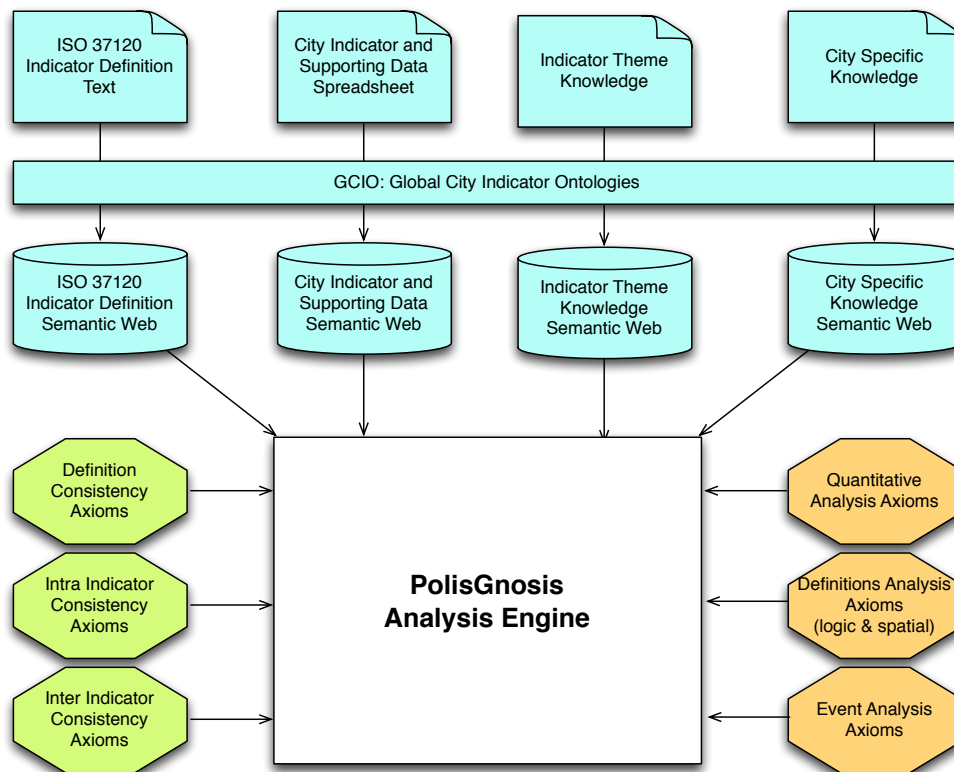 ISO 37120
Indicator Definition
Text
City Indicator and
Supporting Data
Spreadsheet
Indicator Theme
Knowledge
City Specific
Knowledge
GCIO: Global City Indicator Ontologies
ISO 37120
Indicator Definition
Semantic Web
City Indicator and
Supporting Data
Semantic Web
Indicator Theme
Knowledge
Semantic Web
City Specific
Knowledge
Semantic Web
Definition
Consistency
Axioms
Intra Indicator
Consistency
Axioms
Inter Indicator
Consistency
Axioms
PolisGnosis
Analysis Engine
Quantitative
Analysis Axioms
Definitions Analysis
Axioms
(logic & spatial)
Event Analysis
Axioms